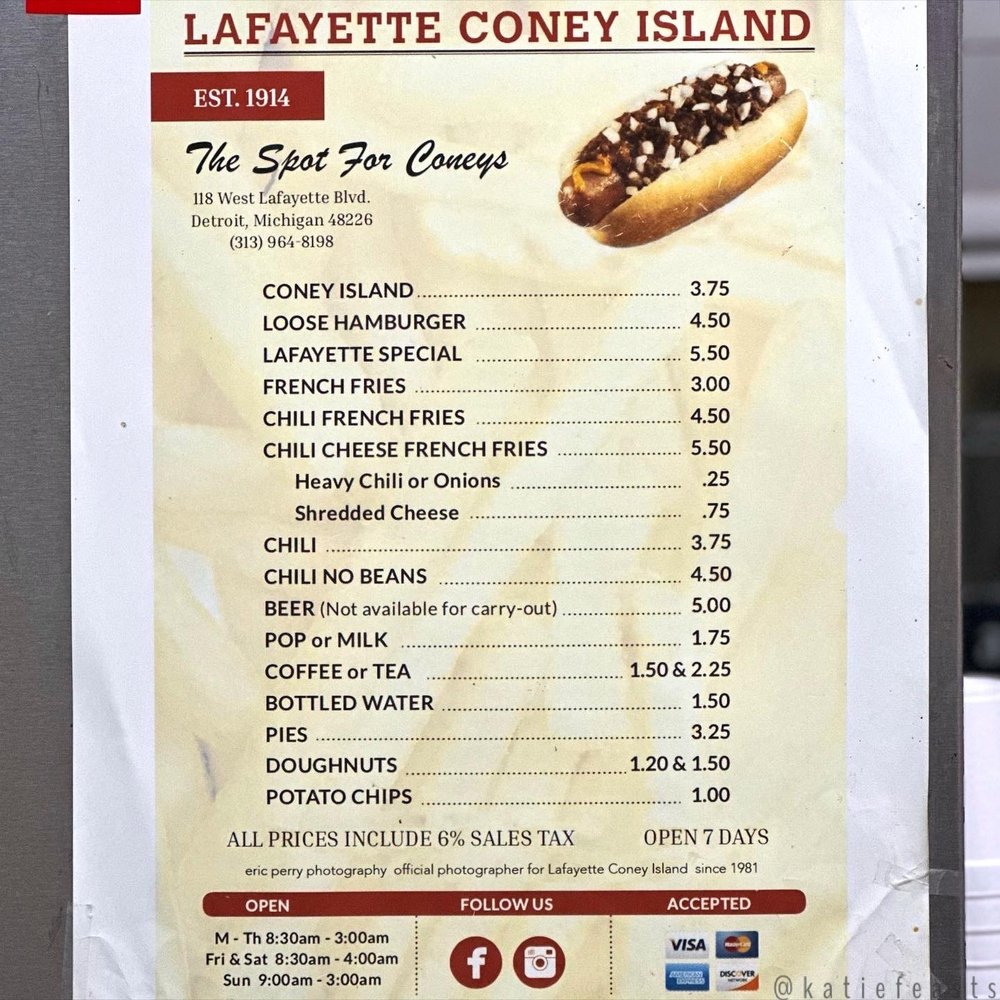 LAFAYETTE CONEY ISLAND
EST. 1914
The Spot For Coneys
118 West Lafayette Blvd.
Detroit, Michigan 48226
(313) 964-8198
CONEY ISLAND 3.75
LOOSE HAMBURGER 4.50
LAFAYETTE SPECIAL 5.50
FRENCH FRIES 3.00
CHILI FRENCH FRIES 4.50
CHILI CHEESE FRENCH FRIES 5.50
Heavy Chili or Onions .25
Shredded Cheese .75
CHILI 3.75
CHILI NO BEANS 4.50
BEER (Not available for carry-out) 5.00
POP or MILK 1.75
COFFEE or TEA 1.50 & 2.25
BOTTLED WATER 1.50
PIES 3.25
DOUGHNUTS 1.20 & 1.50
POTATO CHIPS 1.00
ALL PRICES INCLUDE 6% SALES TAX OPEN 7 DAYS
eric perry photography official photographer for Lafayette Coney Island since 1981
OPEN FOLLOW US ACCEPTED
M - Th 8:30am - 3:00am
Fri & Sat 8:30am - 4:00am
Sun 9:00am - 3:00am
f
VISA MasterCard
AMERICAN EXPRESS DISCOVER NETWORK
@katiefeasts